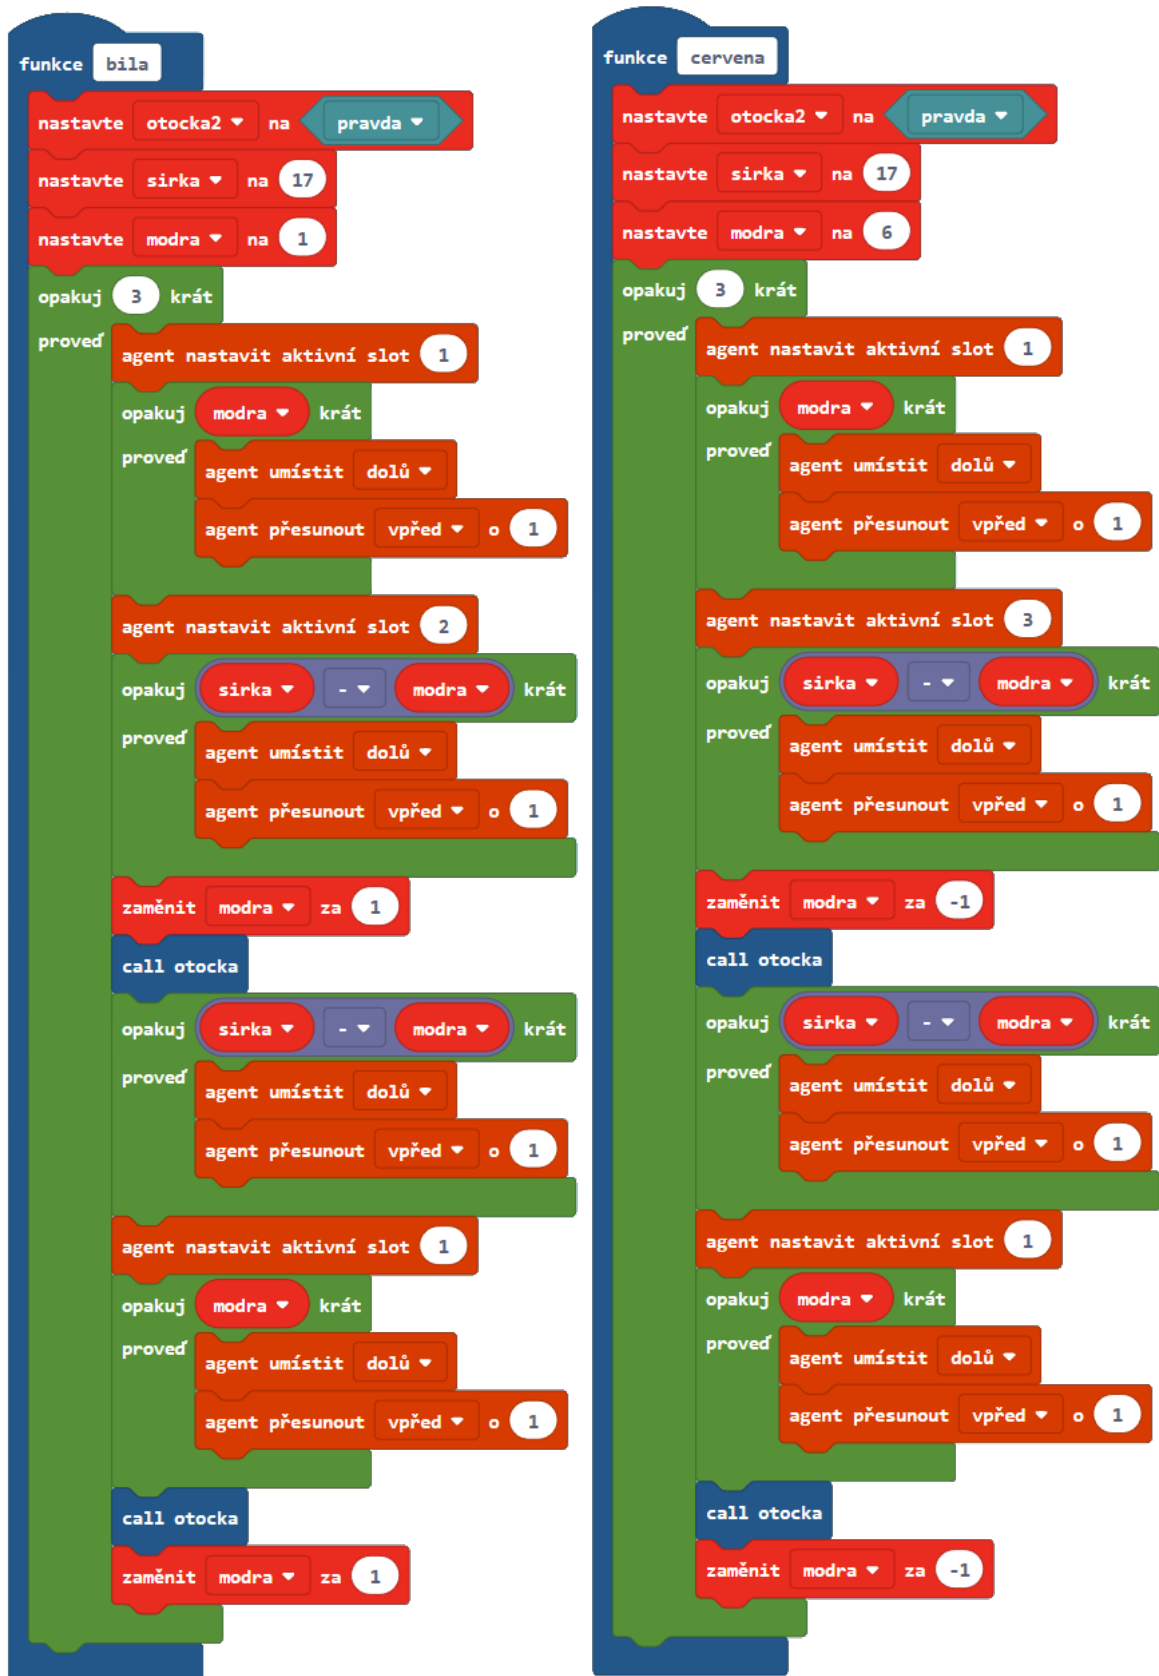 funkce bila
nastavte otocka2 na pravda
nastavte sirka na 17
nastavte modra na 1
opakuj 3 krát
proveď
agent nastavit aktivní slot 1
opakuj modra krát
proveď
agent umístit dolů
agent přesunout vpřed o 1
agent nastavit aktivní slot 2
opakuj sirka - modra krát
proveď
agent umístit dolů
agent přesunout vpřed o 1
zaměnit modra za 1
call otocka
opakuj sirka - modra krát
proveď
agent umístit dolů
agent přesunout vpřed o 1
agent nastavit aktivní slot 1
opakuj modra krát
proveď
agent umístit dolů
agent přesunout vpřed o 1
call otocka
zaměnit modra za 1
funkce cervena
nastavte otocka2 na pravda
nastavte sirka na 17
nastavte modra na 6
opakuj 3 krát
proveď
agent nastavit aktivní slot 1
opakuj modra krát
proveď
agent umístit dolů
agent přesunout vpřed o 1
agent nastavit aktivní slot 3
opakuj sirka - modra krát
proveď
agent umístit dolů
agent přesunout vpřed o 1
zaměnit modra za -1
call otocka
opakuj sirka - modra krát
proveď
agent umístit dolů
agent přesunout vpřed o 1
agent nastavit aktivní slot 1
opakuj modra krát
proveď
agent umístit dolů
agent přesunout vpřed o 1
call otocka
zaměnit modra za -1